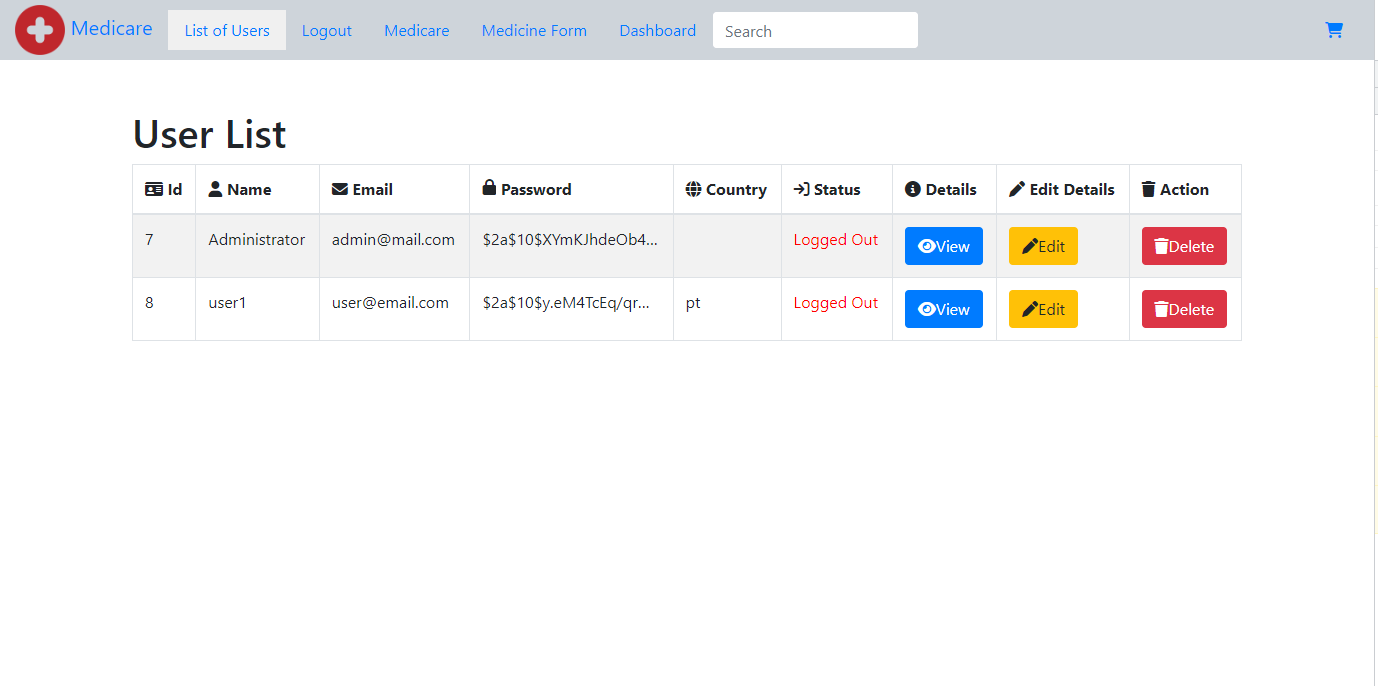 Medicare List of Users Logout Medicare Medicine Form Dashboard Search
User List
Id Name Email Password Country Status Details Edit Details Action
7 Administrator admin@mail.com $2a$10$XYmKJhdeOb4... Logged Out View Edit Delete
8 user1 user@email.com $2a$10$y.eM4TcEq/qr... pt Logged Out View Edit Delete